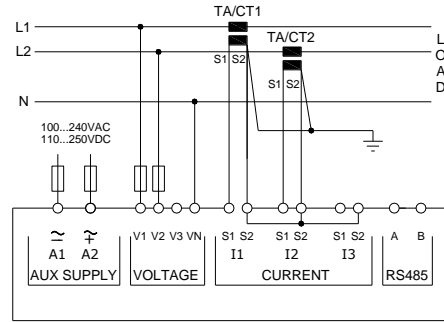 TA/CT1
L1
L2
TA/CT2
S1 S2
S1 S2
L
O
A
D
N
100...240VAC
110...250VDC
V1 V2 V3 VN S1 S2 S1 S2 S1 S2 A B
A1 A2 I1 I2 I3
AUX SUPPLY VOLTAGE CURRENT RS485